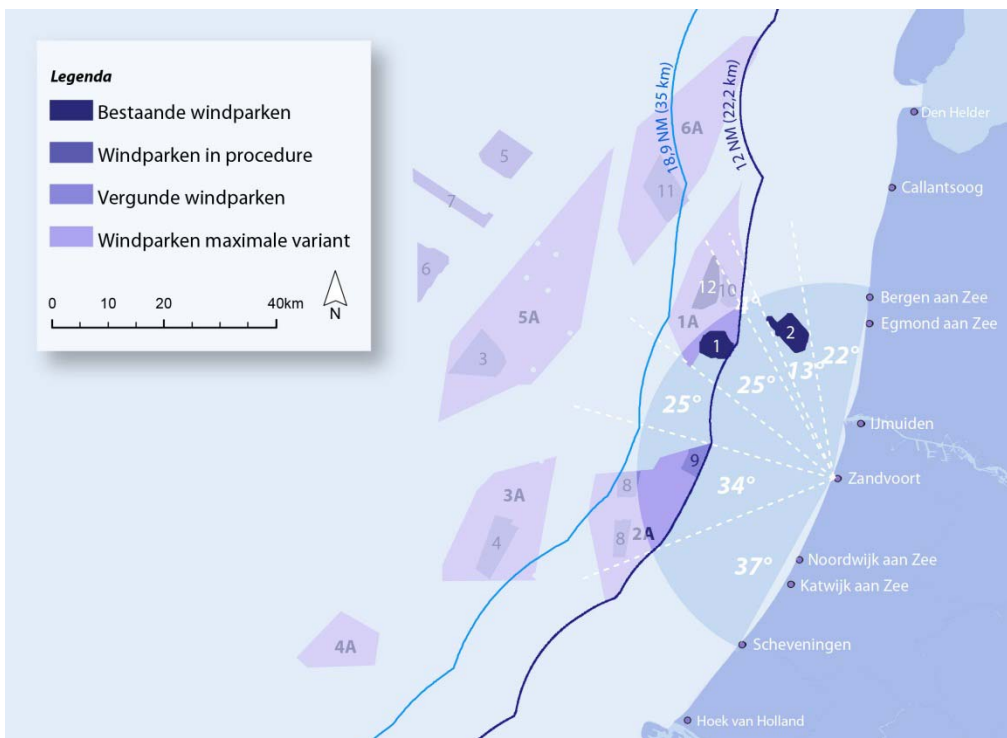 Legenda
Bestaande windparken
Windparken in procedure
Vergunde windparken
Windparken maximale variant
0 10 20 40km
N
18,9 NM (35 km)
12 NM (22,2 km)
6A
11
5
7
6
5A
3
12
10
1A
1
2
22°
13°
25°
25°
34°
37°
9
8
8
2A
3A
4
4A
Den Helder
Callantsoog
Bergen aan Zee
Egmond aan Zee
IJmuiden
Zandvoort
Noordwijk aan Zee
Katwijk aan Zee
Scheveningen
Hoek van Holland